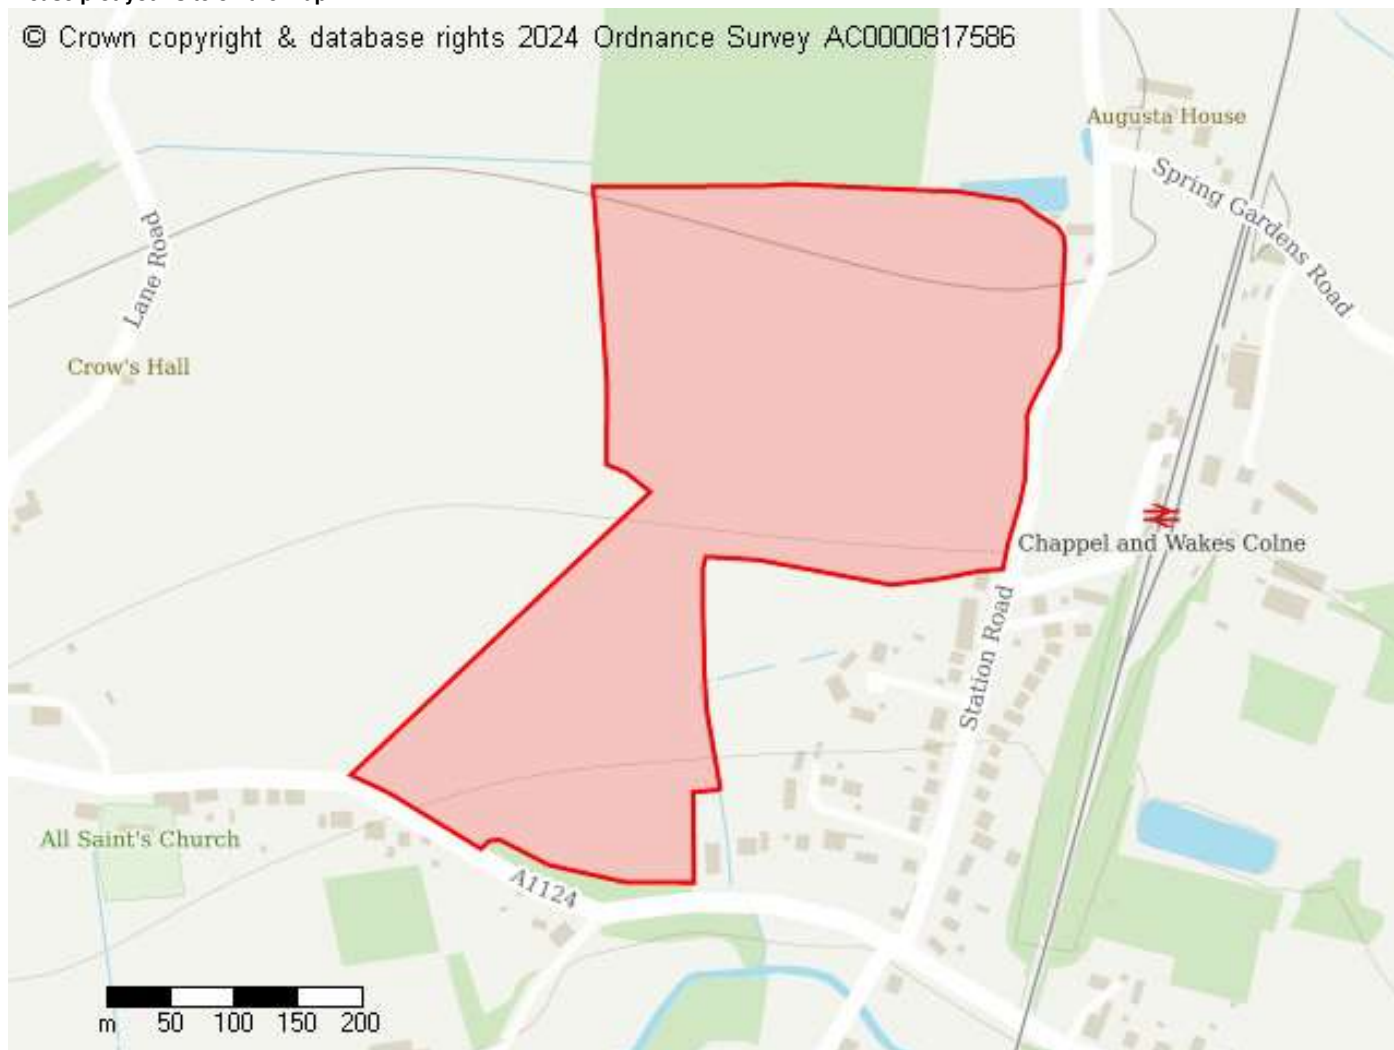 © Crown copyright & database rights 2024 Ordnance Survey AC0000817586
Augusta House
Spring Gardens Road
Lane Road
Crow's Hall
Chappel and Wakes Colne
Station Road
All Saint's Church
A1124
m 50 100 150 200